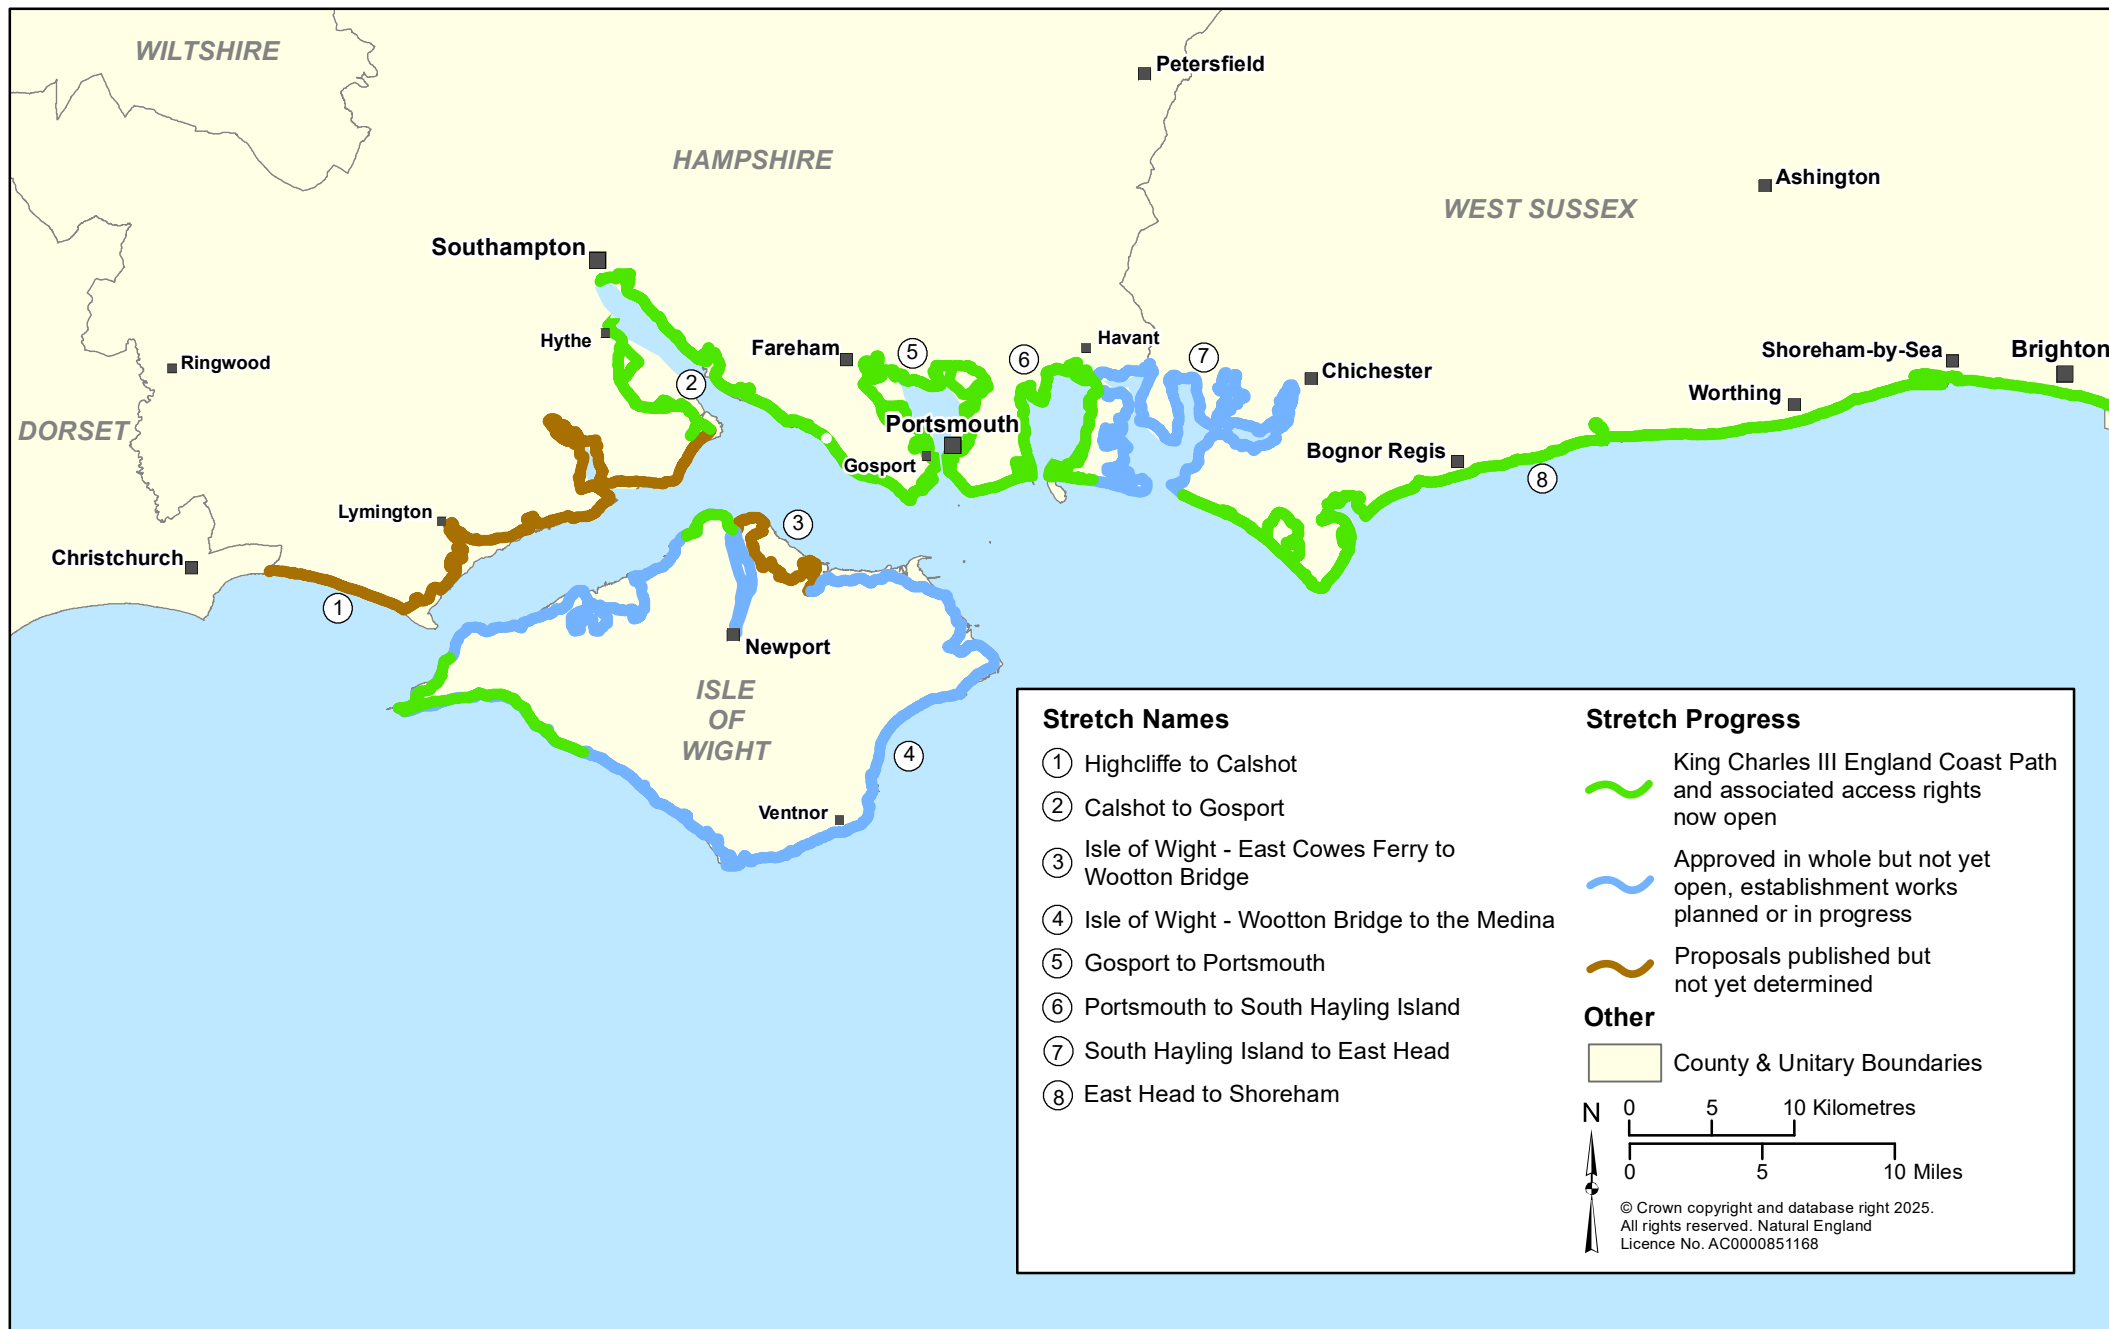 WILTSHIRE
Petersfield
HAMPSHIRE
Ashington
WEST SUSSEX
Southampton
Hythe
Ringwood
Fareham
5
6
Havant
7
Chichester
Shoreham-by-Sea
Brighton
Worthing
2
DORSET
Portsmouth
Gosport
Bognor Regis
8
Lymington
3
Christchurch
1
Newport
ISLE
OF
WIGHT
4
Ventnor
Stretch Names
1 Highcliffe to Calshot
2 Calshot to Gosport
3 Isle of Wight - East Cowes Ferry to
Wootton Bridge
4 Isle of Wight - Wootton Bridge to the Medina
5 Gosport to Portsmouth
6 Portsmouth to South Hayling Island
7 South Hayling Island to East Head
8 East Head to Shoreham
Stretch Progress
King Charles III England Coast Path
and associated access rights
now open
Approved in whole but not yet
open, establishment works
planned or in progress
Proposals published but
not yet determined
Other
County & Unitary Boundaries
N
0 5 10 Kilometres
0 5 10 Miles
© Crown copyright and database right 2025.
All rights reserved. Natural England
Licence No. AC0000851168